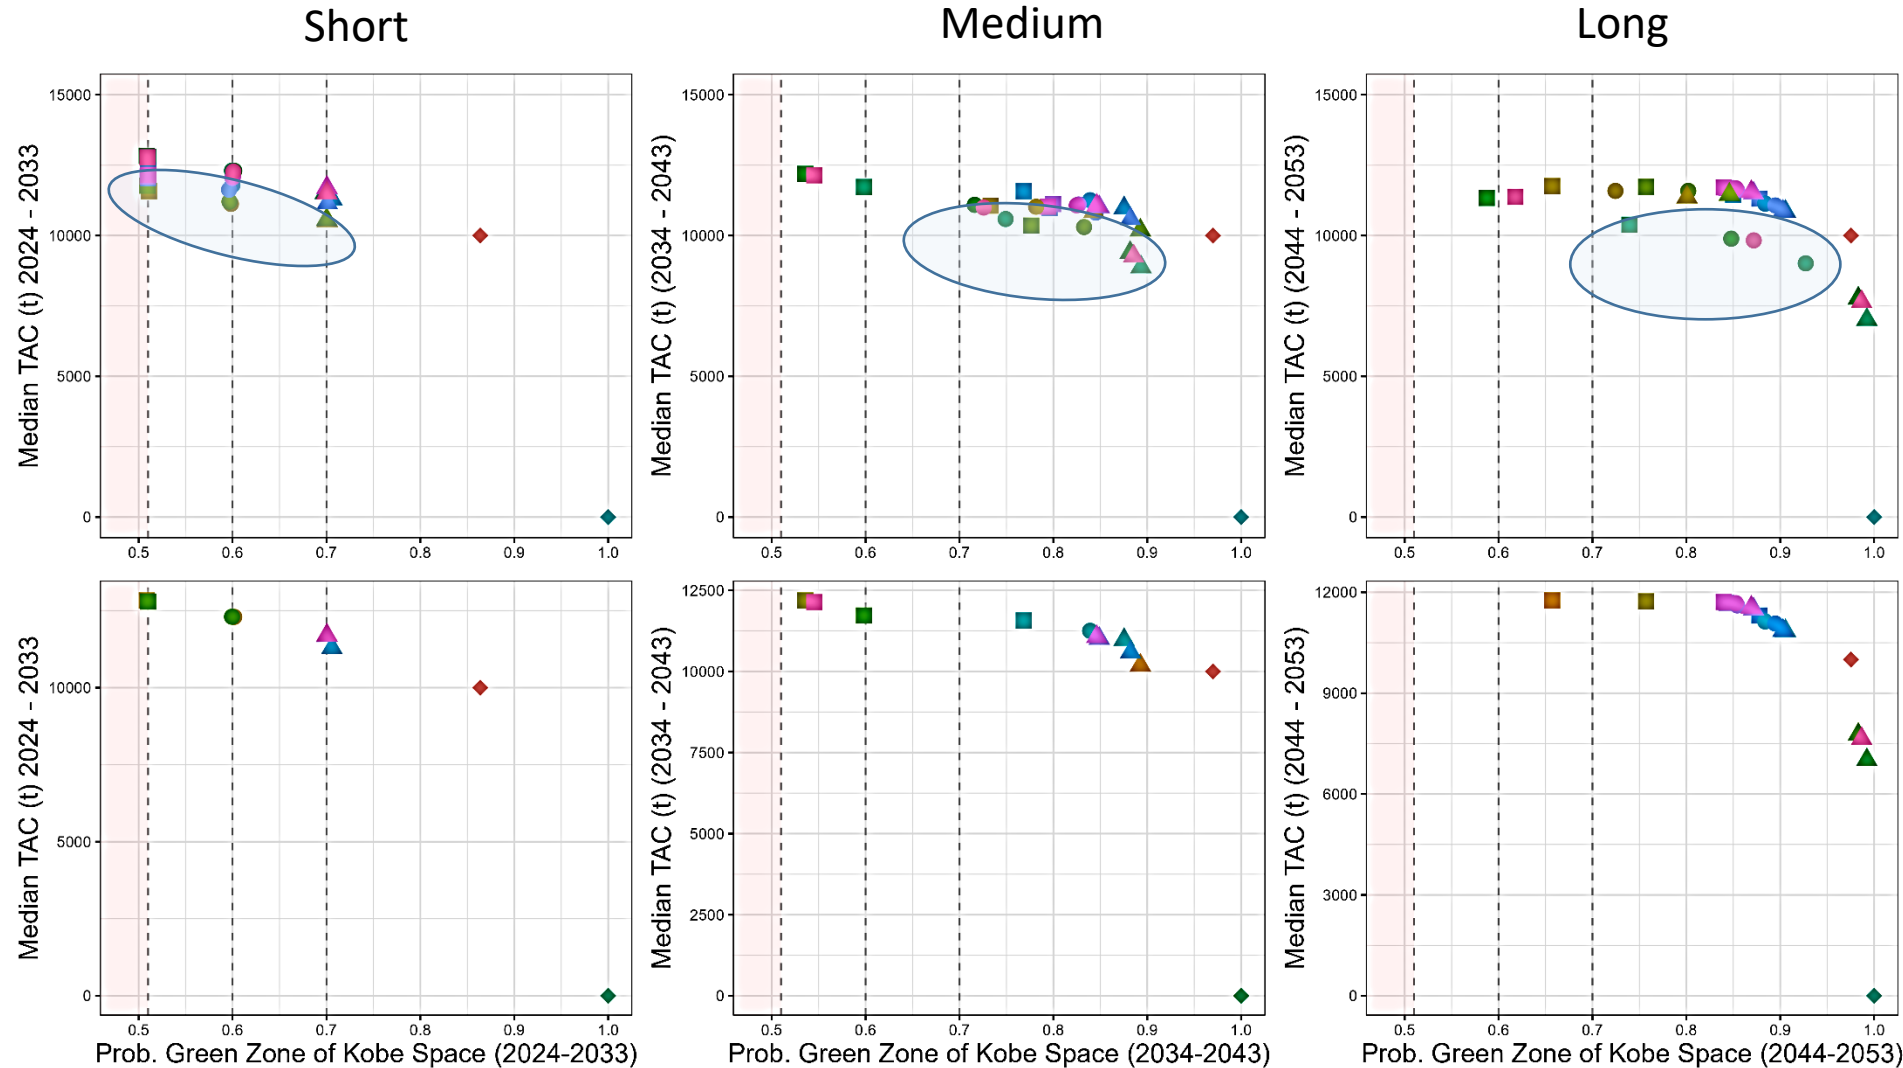 Short
Medium
Long
Median TAC (t) 2024 - 2033
15000
10000
5000
0
0.5 0.6 0.7 0.8 0.9 1.0
Median TAC (t) (2034 - 2043)
15000
10000
5000
0
0.5 0.6 0.7 0.8 0.9 1.0
Median TAC (t) (2044 - 2053)
15000
10000
5000
0
0.5 0.6 0.7 0.8 0.9 1.0
Median TAC (t) 2024 - 2033
10000
5000
0
0.5 0.6 0.7 0.8 0.9 1.0
Prob. Green Zone of Kobe Space (2024-2033)
Median TAC (t) (2034 - 2043)
12500
10000
7500
5000
2500
0
0.5 0.6 0.7 0.8 0.9 1.0
Prob. Green Zone of Kobe Space (2034-2043)
Median TAC (t) (2044 - 2053)
12000
9000
6000
3000
0
0.5 0.6 0.7 0.8 0.9 1.0
Prob. Green Zone of Kobe Space (2044-2053)